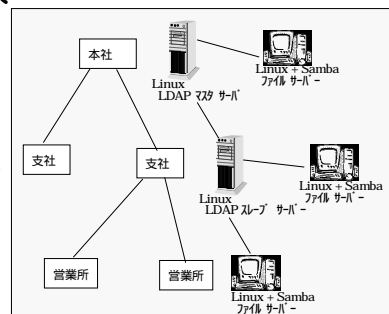 本社
支社
支社
営業所
営業所
Linux
LDAP マスタ サーバ
Linux + Samba
ファイル サーバー
Linux
LDAP スレーブ サーバー
Linux + Samba
ファイル サーバー
Linux + Samba
ファイル サーバー